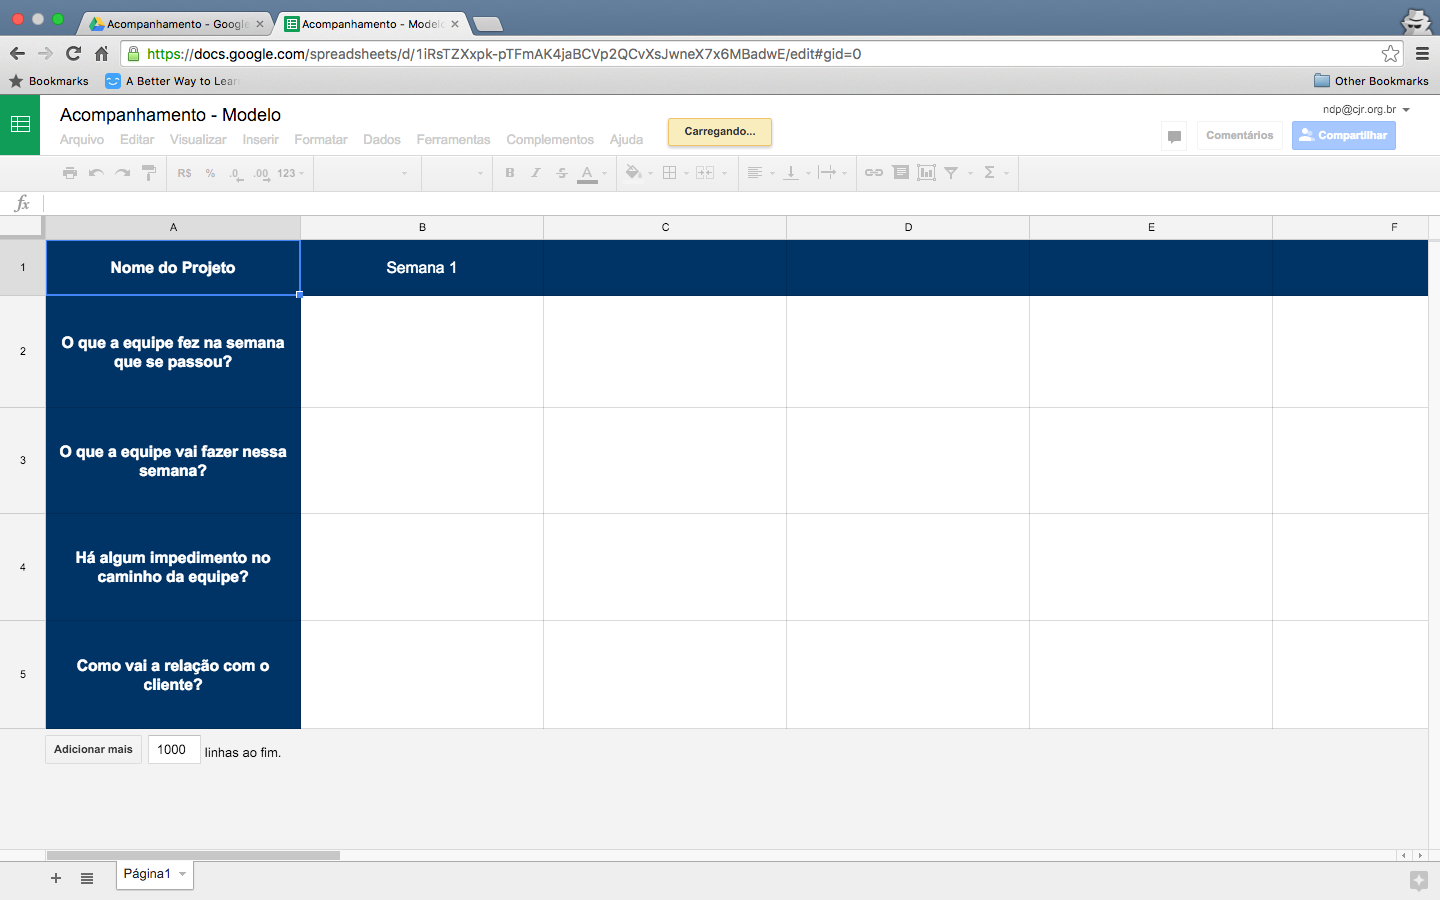 Acompanhamento - Google
Acompanhamento - Modelo
https://docs.google.com/spreadsheets/d/1iRsTZXxpk-pTFmAK4jaBCVp2QCvXsJwneX7x6MBadwE/edit#gid=0
Bookmarks
A Better Way to Lear
Other Bookmarks
Acompanhamento - Modelo
ndp@cjr.org.br
Arquivo Editar Visualizar Inserir Formatar Dados Ferramentas Complementos Ajuda
Carregando...
Comentários
Compartilhar
R$ % .0 .00 123 B I S A Σ
fx
A B C D E F
1 Nome do Projeto Semana 1
2 O que a equipe fez na semana
que se passou?
3 O que a equipe vai fazer nessa
semana?
4 Há algum impedimento no
caminho da equipe?
5 Como vai a relação com o
cliente?
Adicionar mais 1000 linhas ao fim.
+ Página1